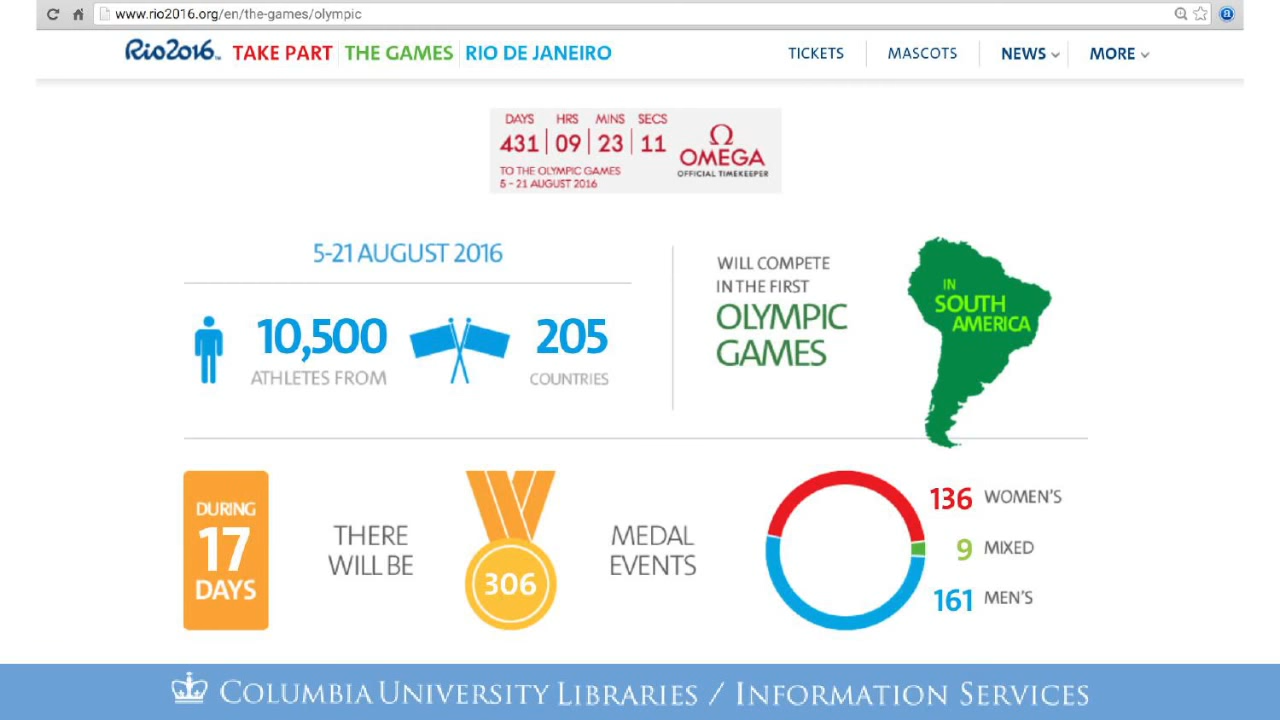 www.rio2016.org/en/the-games/olympic
Rio2016™ TAKE PART THE GAMES RIO DE JANEIRO TICKETS MASCOTS NEWS MORE
DAYS HRS MINS SECS
431 09 23 11
TO THE OLYMPIC GAMES
5 - 21 AUGUST 2016
Ω
OMEGA
OFFICIAL TIMEKEEPER
5-21 AUGUST 2016
10,500
ATHLETES FROM
205
COUNTRIES
WILL COMPETE
IN THE FIRST
OLYMPIC
GAMES
IN
SOUTH
AMERICA
DURING
17
DAYS
THERE
WILL BE
306
MEDAL
EVENTS
136 WOMEN'S
9 MIXED
161 MEN'S
COLUMBIA UNIVERSITY LIBRARIES / INFORMATION SERVICES